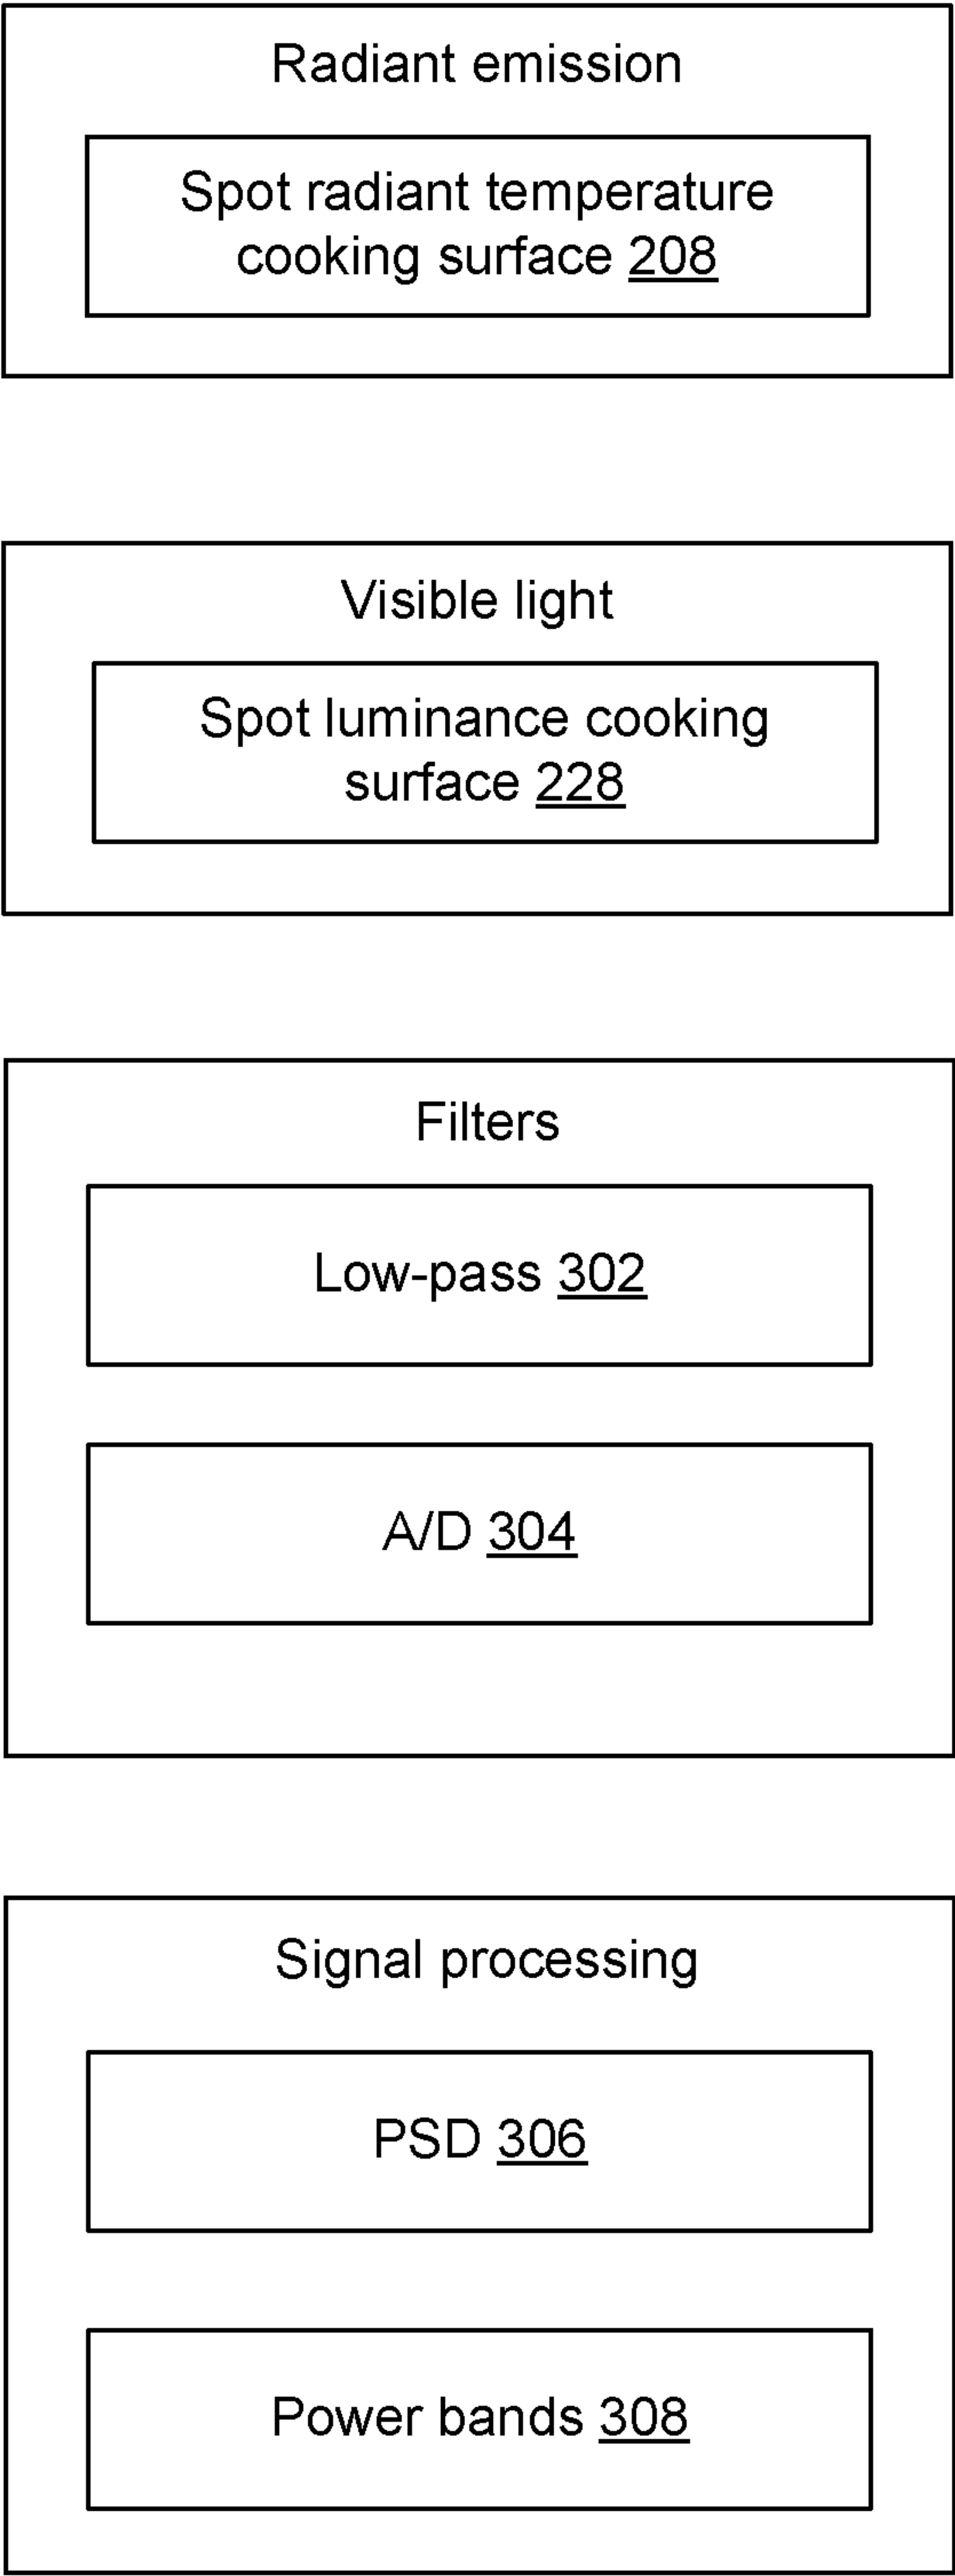 Radiant emission
Spot radiant temperature
cooking surface 208
Visible light
Spot luminance cooking
surface 228
Filters
Low-pass 302
A/D 304
Signal processing
PSD 306
Power bands 308